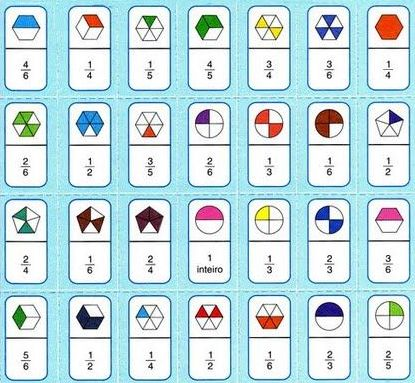 4/6 1/4 1/5 4/5 3/4 3/6 1/4
2/6 1/2 3/5 2/6 1/3 1/6 1/2
2/4 1/6 2/4 1 inteiro 1/3 2/3 3/6
5/6 1/2 1/4 1/2 1/6 2/3 2/5